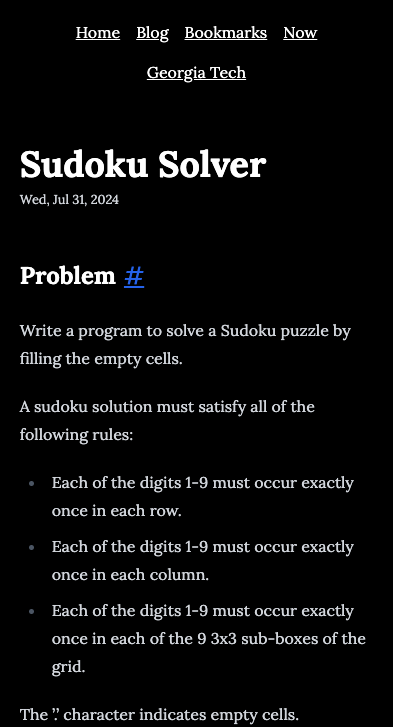 Home Blog Bookmarks Now
Georgia Tech
Sudoku Solver
Wed, Jul 31, 2024
Problem #
Write a program to solve a Sudoku puzzle by
filling the empty cells.
A sudoku solution must satisfy all of the
following rules:
• Each of the digits 1-9 must occur exactly
once in each row.
• Each of the digits 1-9 must occur exactly
once in each column.
• Each of the digits 1-9 must occur exactly
once in each of the 9 3x3 sub-boxes of the
grid.
The ’.’ character indicates empty cells.